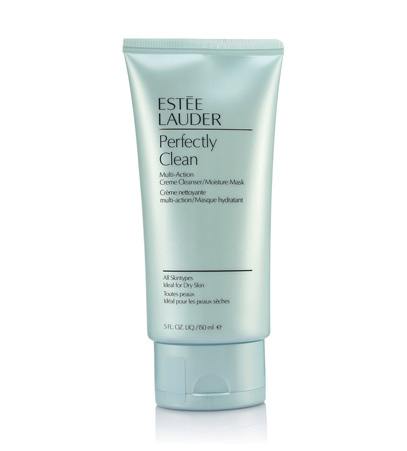 ESTĒE
LAUDER
Perfectly
Clean
Multi-Action
Creme Cleanser/Moisture Mask
Crème nettoyante
multi-action/Masque hydratant
All Skintypes
Ideal for Dry Skin
Toutes peaux
Idéal pour les peaux sèches
5 FL. OZ. LIQ /150 ml ℮